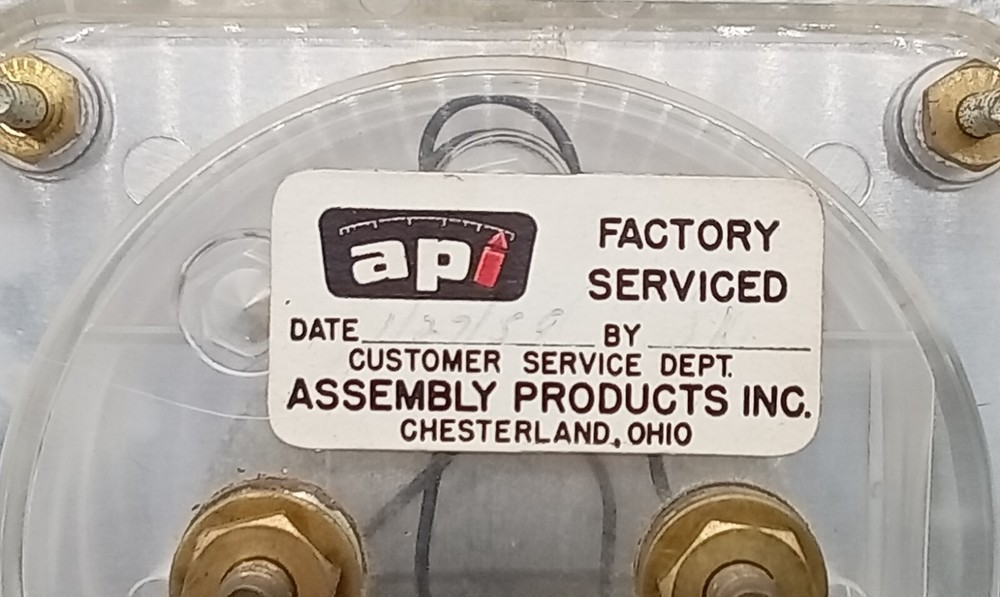 api FACTORY
SERVICED
DATE BY
CUSTOMER SERVICE DEPT.
ASSEMBLY PRODUCTS INC.
CHESTERLAND, OHIO